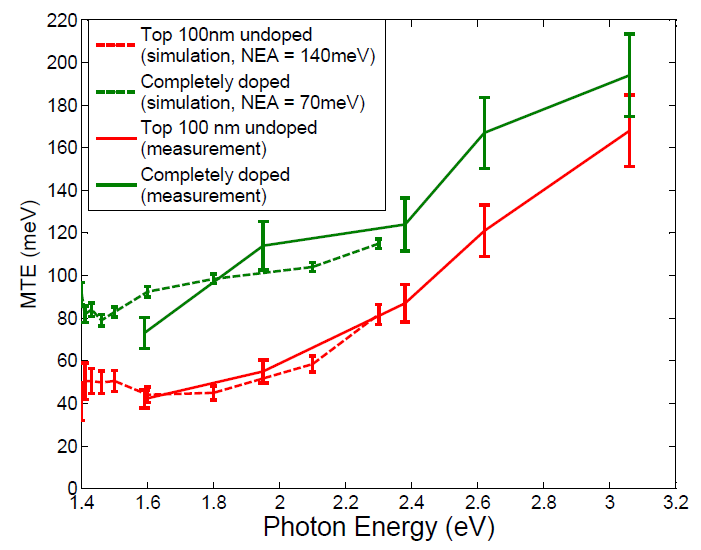 220
200
180
160
140
120
100
80
60
40
20
0
MTE (meV)
Top 100nm undoped
(simulation, NEA = 140meV)
Completely doped
(simulation, NEA = 70meV)
Top 100 nm undoped
(measurement)
Completely doped
(measurement)
1.4 1.6 1.8 2 2.2 2.4 2.6 2.8 3 3.2
Photon Energy (eV)